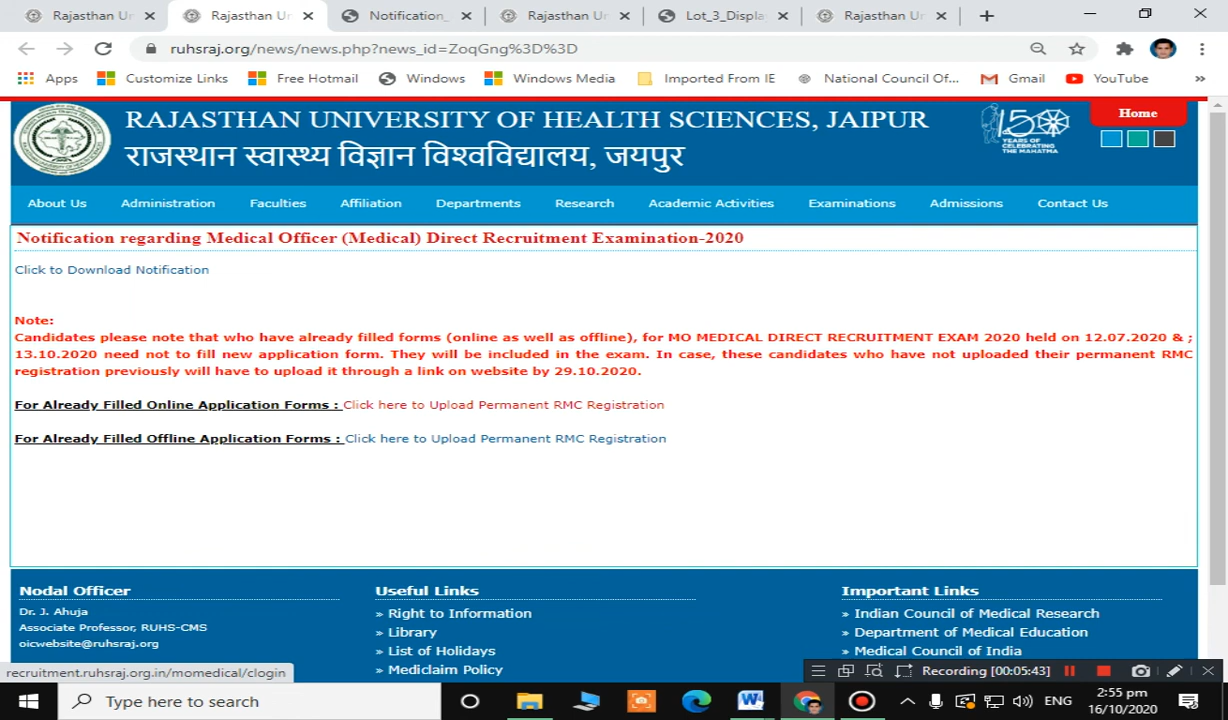 Rajasthan Un
Rajasthan Un
Notification_
Rajasthan Un
Lot_3_Displa
Rajasthan Un
ruhsraj.org/news/news.php?news_id=ZoqGng%3D%3D
Apps Customize Links Free Hotmail Windows Windows Media Imported From IE National Council Of... Gmail YouTube »
RAJASTHAN UNIVERSITY OF HEALTH SCIENCES, JAIPUR
राजस्थान स्वास्थ्य विज्ञान विश्वविद्यालय, जयपुर
150
YEARS OF
CELEBRATING
THE MAHATMA
Home
About Us Administration Faculties Affiliation Departments Research Academic Activities Examinations Admissions Contact Us
Notification regarding Medical Officer (Medical) Direct Recruitment Examination-2020
Click to Download Notification
Note:
Candidates please note that who have already filled forms (online as well as offline), for MO MEDICAL DIRECT RECRUITMENT EXAM 2020 held on 12.07.2020 & ;
13.10.2020 need not to fill new application form. They will be included in the exam. In case, these candidates who have not uploaded their permanent RMC
registration previously will have to upload it through a link on website by 29.10.2020.
For Already Filled Online Application Forms : Click here to Upload Permanent RMC Registration
For Already Filled Offline Application Forms : Click here to Upload Permanent RMC Registration
Nodal Officer
Dr. J. Ahuja
Associate Professor, RUHS-CMS
oicwebsite@ruhsraj.org
Useful Links
» Right to Information
» Library
» List of Holidays
» Mediclaim Policy
Important Links
» Indian Council of Medical Research
» Department of Medical Education
» Medical Council of India
recruitment.ruhsraj.org.in/momedical/clogin
Recording [00:05:43]
Type here to search
ENG
2:55 pm
16/10/2020